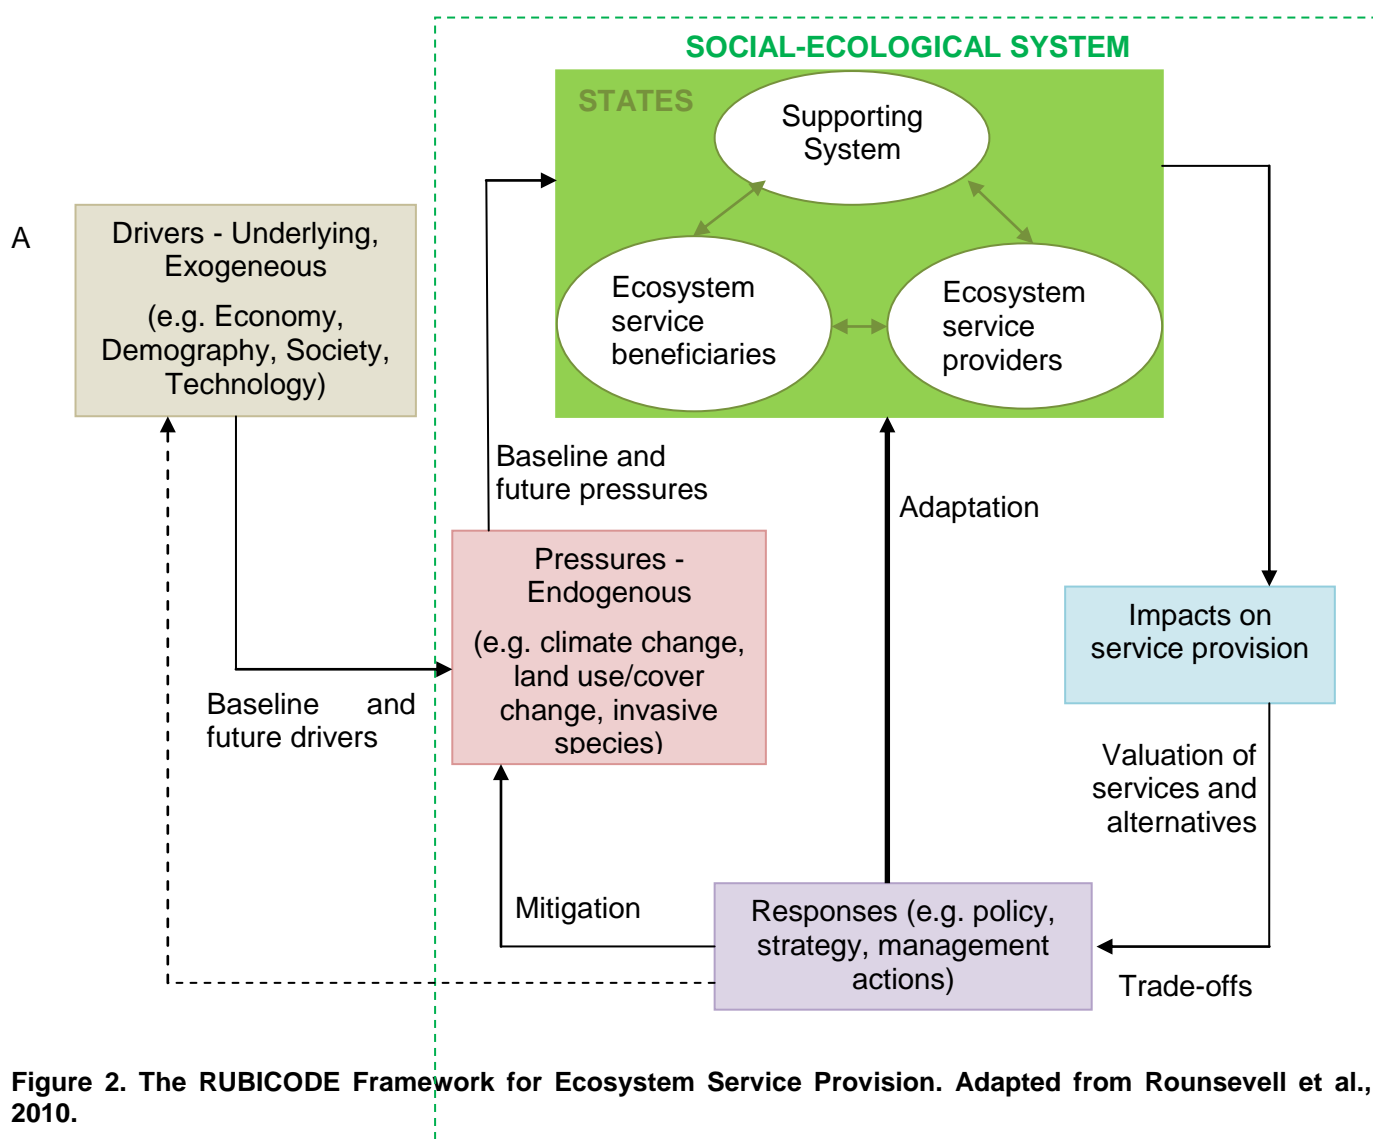 SOCIAL-ECOLOGICAL SYSTEM
STATES
Supporting
System
A
Drivers - Underlying,
Exogeneous
(e.g. Economy,
Demography, Society,
Technology)
Ecosystem
service
beneficiaries
Ecosystem
service
providers
Baseline and
future pressures
Adaptation
Pressures -
Endogenous
(e.g. climate change,
land use/cover
change, invasive
species)
Impacts on
service provision
Baseline and
future drivers
Valuation of
services and
alternatives
Mitigation
Responses (e.g. policy,
strategy, management
actions)
Trade-offs
Figure 2. The RUBICODE Framework for Ecosystem Service Provision. Adapted from Rounsevell et al.,
2010.